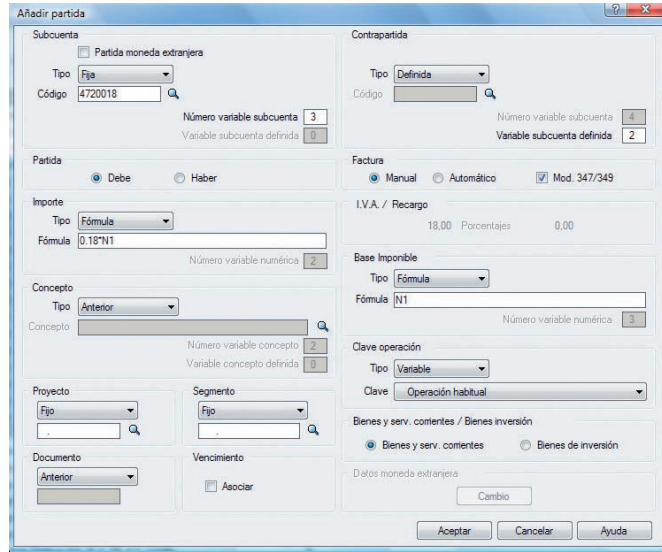 Añadir partida
Subcuenta
Partida moneda extranjera
Tipo Fija
Código 4720018
Número variable subcuenta 3
Variable subcuenta definida 0
Contrapartida
Tipo Definida
Código
Número variable subcuenta 4
Variable subcuenta definida 2
Partida
Debe Haber
Factura
Manual Automático Mod. 347/349
Importe
Tipo Fórmula
Fórmula 0.18*N1
Número variable numérica 2
I.V.A. / Recargo
18,00 Porcentajes 0,00
Base Imponible
Tipo Fórmula
Fórmula N1
Número variable numérica 3
Concepto
Tipo Anterior
Concepto
Número variable concepto 2
Variable concepto definida 0
Clave operación
Tipo Variable
Clave Operación habitual
Proyecto
Fijo
.
Segmento
Fijo
.
Bienes y serv. corrientes / Bienes inversión
Bienes y serv. corrientes Bienes de inversión
Documento
Anterior
Vencimiento
Asociar
Datos moneda extranjera
Cambio
Aceptar Cancelar Ayuda